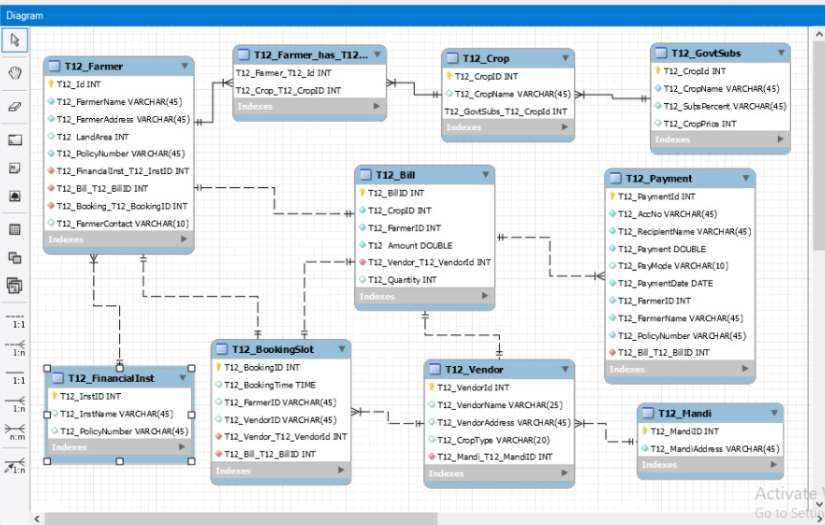 Diagram
T12_Farmer
T12_Id INT
T12_FarmerName VARCHAR(45)
T12_FarmerAddress VARCHAR(45)
T12_LandArea INT
T12_PolicyNumber VARCHAR(45)
T12_FinancialInst_T12_InstID INT
T12_Bill_T12_BillID INT
T12_Booking_T12_BookingID INT
T12_FarmerContact VARCHAR(10)
Indexes
T12_Farmer_has_T12...
T12_Farmer_T12_Id INT
T12_Crop_T12_CropID INT
Indexes
T12_Crop
T12_CropID INT
T12_CropName VARCHAR(45)
T12_GovtSubs_T12_CropId INT
Indexes
T12_GovtSubs
T12_CropId INT
T12_CropName VARCHAR(45)
T12_SubsPercent VARCHAR(45)
T12_CropPrice INT
Indexes
T12_Bill
T12_BillID INT
T12_CropID INT
T12_FarmerID INT
T12_Amount DOUBLE
T12_Vendor_T12_VendorId INT
T12_Quantity INT
Indexes
T12_Payment
T12_PaymentId INT
T12_AccNo VARCHAR(45)
T12_RecipientName VARCHAR(45)
T12_Payment DOUBLE
T12_PayMode VARCHAR(10)
T12_PaymentDate DATE
T12_FarmerID INT
T12_FarmerName VARCHAR(45)
T12_PolicyNumber VARCHAR(45)
T12_Bill_T12_BillID INT
Indexes
T12_FinancialInst
T12_InstID INT
T12_InstName VARCHAR(45)
T12_PolicyNumber VARCHAR(45)
Indexes
T12_BookingSlot
T12_BookingID INT
T12_BookingTime TIME
T12_FarmerID VARCHAR(45)
T12_VendorID VARCHAR(45)
T12_Vendor_T12_VendorId INT
T12_Bill_T12_BillID INT
Indexes
T12_Vendor
T12_VendorId INT
T12_VendorName VARCHAR(25)
T12_VendorAddress VARCHAR(45)
T12_CropType VARCHAR(20)
T12_Mandi_T12_MandiID INT
Indexes
T12_Mandi
T12_MandiID INT
T12_MandiAddress VARCHAR(45)
Indexes
1:1
1:n
1:1
1:n
n:m
1:n
Activate
Go to